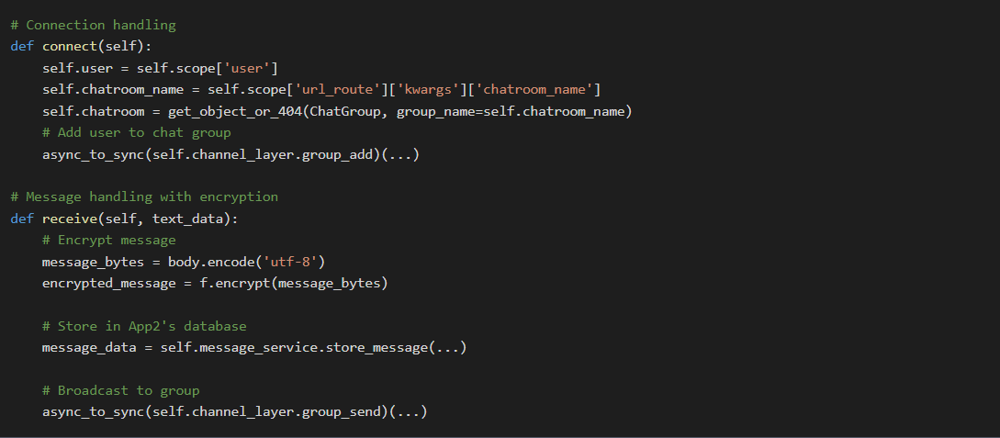 # Connection handling
def connect(self):
    self.user = self.scope['user']
    self.chatroom_name = self.scope['url_route']['kwargs']['chatroom_name']
    self.chatroom = get_object_or_404(ChatGroup, group_name=self.chatroom_name)
    # Add user to chat group
    async_to_sync(self.channel_layer.group_add)(...)

# Message handling with encryption
def receive(self, text_data):
    # Encrypt message
    message_bytes = body.encode('utf-8')
    encrypted_message = f.encrypt(message_bytes)

    # Store in App2's database
    message_data = self.message_service.store_message(...)

    # Broadcast to group
    async_to_sync(self.channel_layer.group_send)(...)